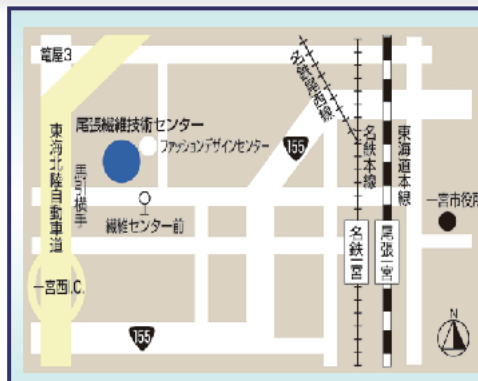 篭屋3
名鉄尾西線
尾張繊維技術センター
ファッションデザインセンター
155
東海北陸自動車道
馬引横手
名鉄本線
東海道本線
一宮市役所
繊維センター前
名鉄一宮
尾張一宮
一宮西I.C.
155
N